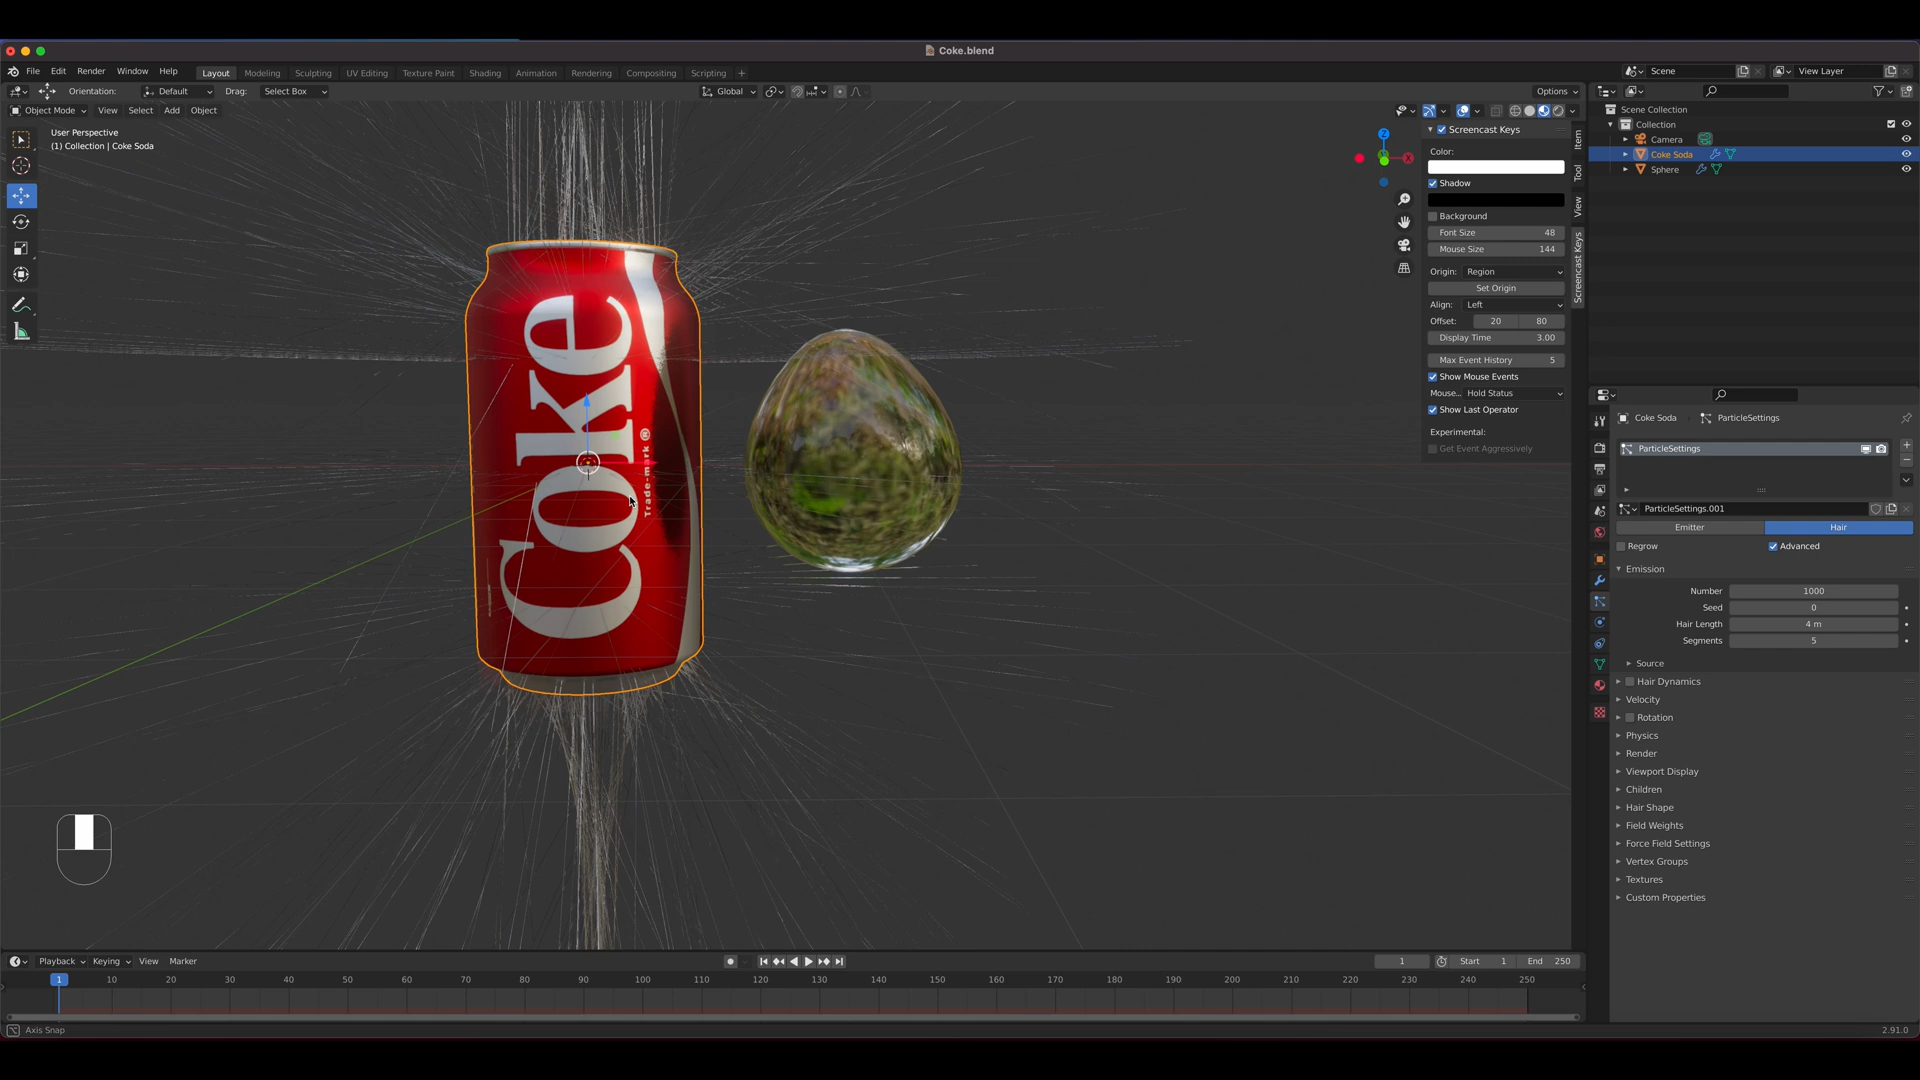 Coke.blend
File Edit Render Window Help Layout Modeling Sculpting UV Editing Texture Paint Shading Animation Rendering Compositing Scripting + Scene View Layer
Orientation: Default Drag: Select Box Global Options
Object Mode View Select Add Object
User Perspective
(1) Collection | Coke Soda
Coke
Trade-mark ®
Z
X
Screencast Keys
Color:
Shadow
Background
Font Size 48
Mouse Size 144
Origin: Region
Set Origin
Align: Left
Offset: 20 80
Display Time 3.00
Max Event History 5
Show Mouse Events
Mouse... Hold Status
Show Last Operator
Experimental:
Get Event Aggressively
Item
Tool
View
Screencast Keys
Scene Collection
Collection
Camera
Coke Soda
Sphere
Coke Soda ParticleSettings
ParticleSettings
ParticleSettings.001
Emitter Hair
Regrow Advanced
Emission
Number 1000
Seed 0
Hair Length 4 m
Segments 5
Source
Hair Dynamics
Velocity
Rotation
Physics
Render
Viewport Display
Children
Hair Shape
Field Weights
Force Field Settings
Vertex Groups
Textures
Custom Properties
Playback Keying View Marker 1 Start 1 End 250
1 10 20 30 40 50 60 70 80 90 100 110 120 130 140 150 160 170 180 190 200 210 220 230 240 250
Axis Snap 2.91.0